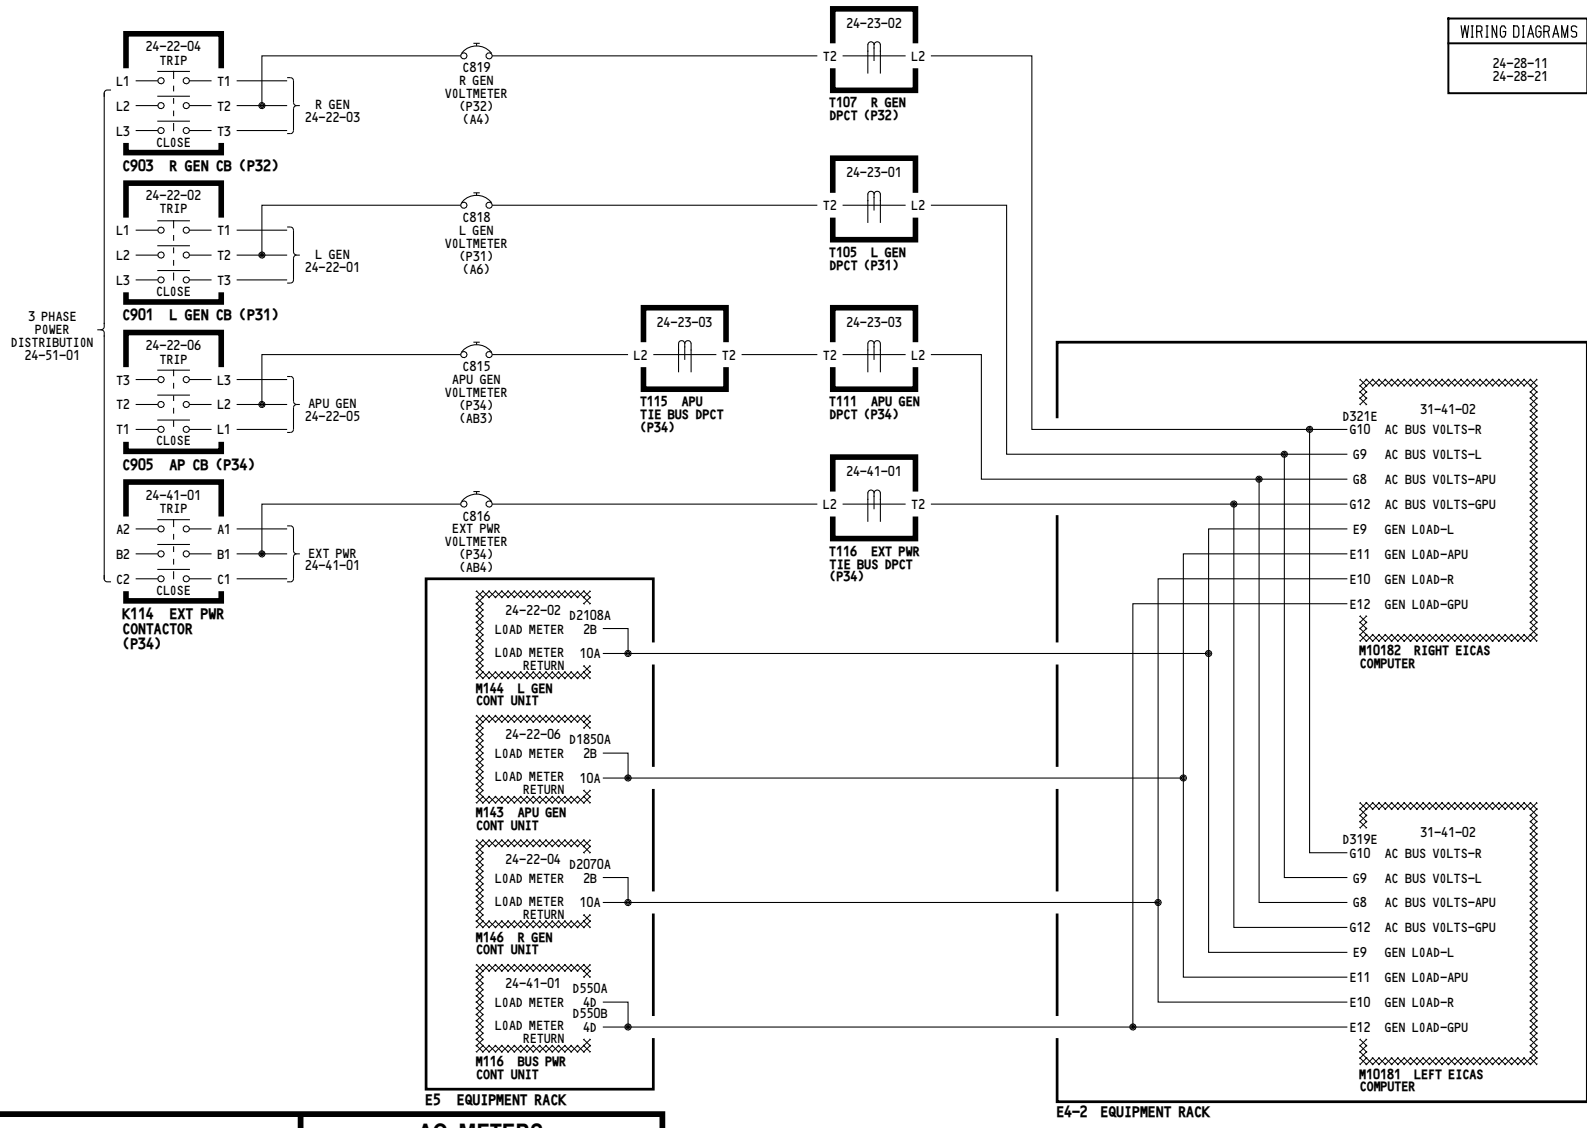 WIRING DIAGRAMS
24-28-11
24-28-21
3 PHASE
POWER
DISTRIBUTION
24-51-01
24-22-04
TRIP
L1 T1
L2 T2
L3 T3
CLOSE
C903 R GEN CB (P32)
R GEN
24-22-03
C819
R GEN
VOLTMETER
(P32)
(A4)
24-23-02
T2 L2
T107 R GEN
DPCT (P32)
24-22-02
TRIP
L1 T1
L2 T2
L3 T3
CLOSE
C901 L GEN CB (P31)
L GEN
24-22-01
C818
L GEN
VOLTMETER
(P31)
(A6)
24-23-01
T2 L2
T105 L GEN
DPCT (P31)
24-22-06
TRIP
T3 L3
T2 L2
T1 L1
CLOSE
C905 AP CB (P34)
APU GEN
24-22-05
C815
APU GEN
VOLTMETER
(P34)
(AB3)
24-23-03
L2 T2
T115 APU
TIE BUS DPCT
(P34)
24-23-03
T2 L2
T111 APU GEN
DPCT (P34)
24-41-01
TRIP
A2 A1
B2 B1
C2 C1
CLOSE
K114 EXT PWR
CONTACTOR
(P34)
EXT PWR
24-41-01
C816
EXT PWR
VOLTMETER
(P34)
(AB4)
24-41-01
L2 T2
T116 EXT PWR
TIE BUS DPCT
(P34)
24-22-02
D2108A
LOAD METER 2B
LOAD METER 10A
RETURN
M144 L GEN
CONT UNIT
24-22-06
D1850A
LOAD METER 2B
LOAD METER 10A
RETURN
M143 APU GEN
CONT UNIT
24-22-04
D2070A
LOAD METER 2B
LOAD METER 10A
RETURN
M146 R GEN
CONT UNIT
24-41-01
D550A
LOAD METER 4D
D550B
LOAD METER 4D
RETURN
M116 BUS PWR
CONT UNIT
E5 EQUIPMENT RACK
31-41-02
D321E
G10 AC BUS VOLTS-R
G9 AC BUS VOLTS-L
G8 AC BUS VOLTS-APU
G12 AC BUS VOLTS-GPU
E9 GEN LOAD-L
E11 GEN LOAD-APU
E10 GEN LOAD-R
E12 GEN LOAD-GPU
M10182 RIGHT EICAS
COMPUTER
31-41-02
D319E
G10 AC BUS VOLTS-R
G9 AC BUS VOLTS-L
G8 AC BUS VOLTS-APU
G12 AC BUS VOLTS-GPU
E9 GEN LOAD-L
E11 GEN LOAD-APU
E10 GEN LOAD-R
E12 GEN LOAD-GPU
M10181 LEFT EICAS
COMPUTER
E4-2 EQUIPMENT RACK
AC METERS